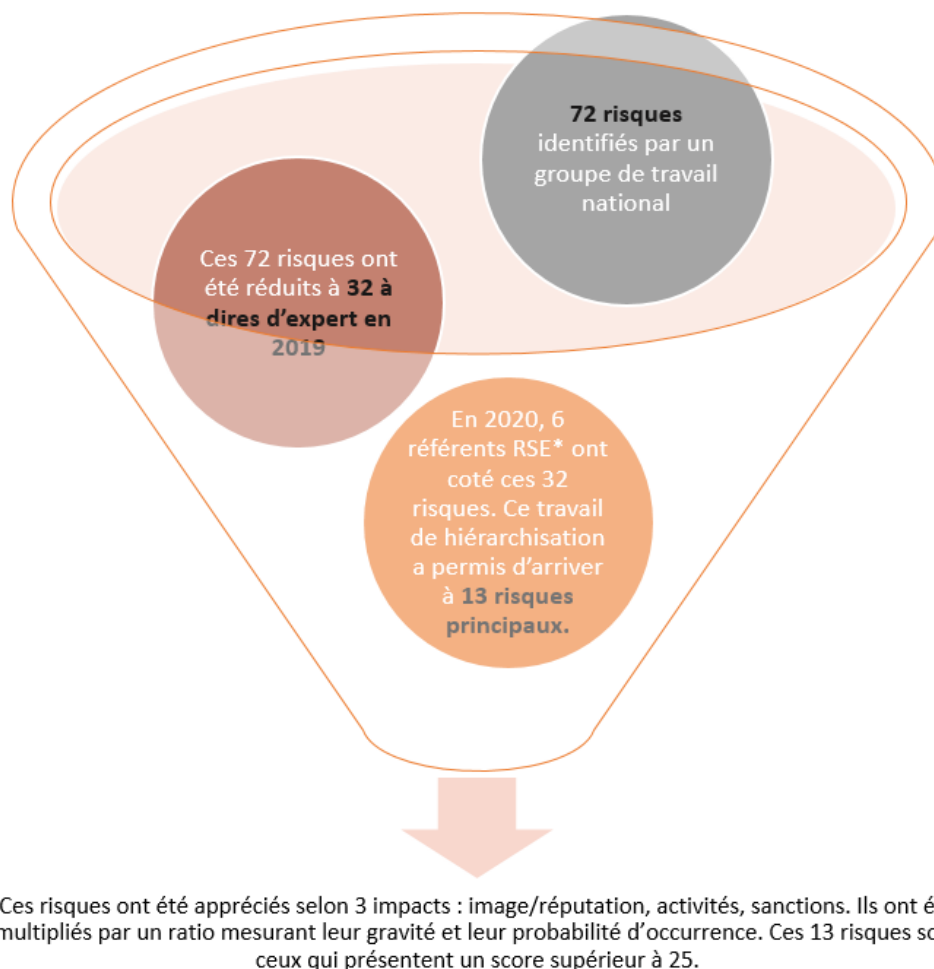 72 risques
identifiés par un
groupe de travail
national
Ces 72 risques ont
été réduits à 32 à
dires d’expert en
2019
En 2020, 6
référents RSE* ont
coté ces 32
risques. Ce travail
de hiérarchisation
a permis d’arriver
à 13 risques
principaux.
Ces risques ont été appréciés selon 3 impacts : image/réputation, activités, sanctions. Ils ont é
multipliés par un ratio mesurant leur gravité et leur probabilité d’occurrence. Ces 13 risques so
ceux qui présentent un score supérieur à 25.